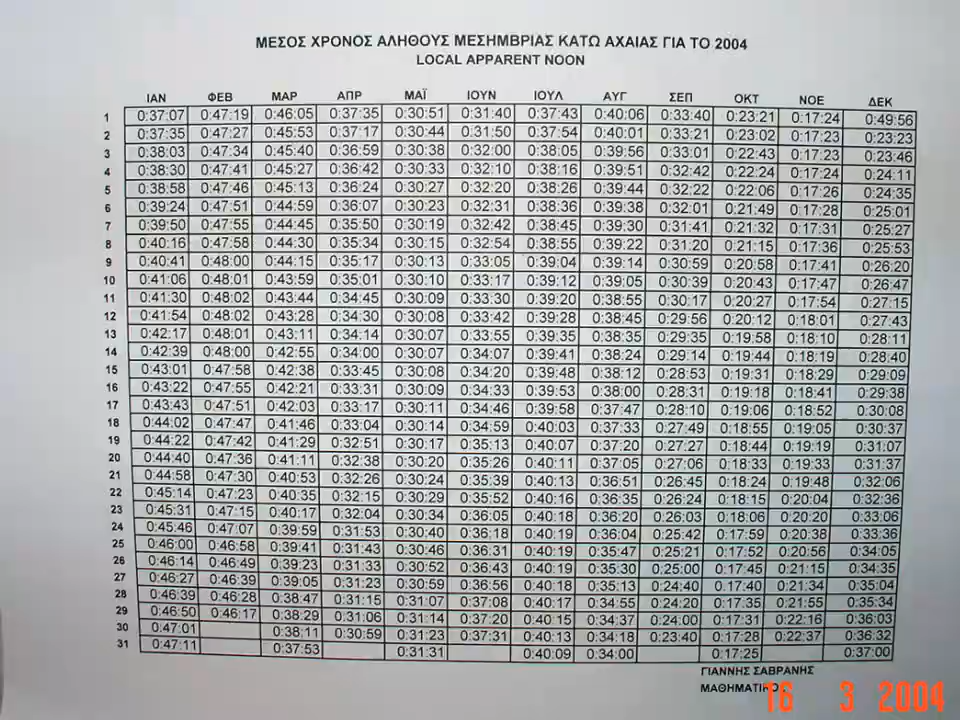 ΜΕΣΟΣ ΧΡΟΝΟΣ ΑΛΗΘΟΥΣ ΜΕΣΗΜΒΡΙΑΣ ΚΑΤΩ ΑΧΑΙΑΣ ΓΙΑ ΤΟ 2004
LOCAL APPARENT NOON
ΙΑΝ ΦΕΒ ΜΑΡ ΑΠΡ ΜΑΪ ΙΟΥΝ ΙΟΥΛ ΑΥΓ ΣΕΠ ΟΚΤ ΝΟΕ ΔΕΚ
1 0:37:07 0:47:19 0:46:05 0:37:35 0:30:51 0:31:40 0:37:43 0:40:06 0:33:40 0:23:21 0:17:24 0:49:56
2 0:37:35 0:47:27 0:45:53 0:37:17 0:30:44 0:31:50 0:37:54 0:40:01 0:33:21 0:23:02 0:17:23 0:23:23
3 0:38:03 0:47:34 0:45:40 0:36:59 0:30:38 0:32:00 0:38:05 0:39:56 0:33:01 0:22:43 0:17:23 0:23:46
4 0:38:30 0:47:41 0:45:27 0:36:42 0:30:33 0:32:10 0:38:16 0:39:51 0:32:42 0:22:24 0:17:24 0:24:11
5 0:38:58 0:47:46 0:45:13 0:36:24 0:30:27 0:32:20 0:38:26 0:39:44 0:32:22 0:22:06 0:17:26 0:24:35
6 0:39:24 0:47:51 0:44:59 0:36:07 0:30:23 0:32:31 0:38:36 0:39:38 0:32:01 0:21:49 0:17:28 0:25:01
7 0:39:50 0:47:55 0:44:45 0:35:50 0:30:19 0:32:42 0:38:45 0:39:30 0:31:41 0:21:32 0:17:31 0:25:27
8 0:40:16 0:47:58 0:44:30 0:35:34 0:30:15 0:32:54 0:38:55 0:39:22 0:31:20 0:21:15 0:17:36 0:25:53
9 0:40:41 0:48:00 0:44:15 0:35:17 0:30:13 0:33:05 0:39:04 0:39:14 0:30:59 0:20:58 0:17:41 0:26:20
10 0:41:06 0:48:01 0:43:59 0:35:01 0:30:10 0:33:17 0:39:12 0:39:05 0:30:39 0:20:43 0:17:47 0:26:47
11 0:41:30 0:48:02 0:43:44 0:34:45 0:30:09 0:33:30 0:39:20 0:38:55 0:30:17 0:20:27 0:17:54 0:27:15
12 0:41:54 0:48:02 0:43:28 0:34:30 0:30:08 0:33:42 0:39:28 0:38:45 0:29:56 0:20:12 0:18:01 0:27:43
13 0:42:17 0:48:01 0:43:11 0:34:14 0:30:07 0:33:55 0:39:35 0:38:35 0:29:35 0:19:58 0:18:10 0:28:11
14 0:42:39 0:48:00 0:42:55 0:34:00 0:30:07 0:34:07 0:39:41 0:38:24 0:29:14 0:19:44 0:18:19 0:28:40
15 0:43:01 0:47:58 0:42:38 0:33:45 0:30:08 0:34:20 0:39:48 0:38:12 0:28:53 0:19:31 0:18:29 0:29:09
16 0:43:22 0:47:55 0:42:21 0:33:31 0:30:09 0:34:33 0:39:53 0:38:00 0:28:31 0:19:18 0:18:41 0:29:38
17 0:43:43 0:47:51 0:42:03 0:33:17 0:30:11 0:34:46 0:39:58 0:37:47 0:28:10 0:19:06 0:18:52 0:30:08
18 0:44:02 0:47:47 0:41:46 0:33:04 0:30:14 0:34:59 0:40:03 0:37:33 0:27:49 0:18:55 0:19:05 0:30:37
19 0:44:22 0:47:42 0:41:29 0:32:51 0:30:17 0:35:13 0:40:07 0:37:20 0:27:27 0:18:44 0:19:19 0:31:07
20 0:44:40 0:47:36 0:41:11 0:32:38 0:30:20 0:35:26 0:40:11 0:37:05 0:27:06 0:18:33 0:19:33 0:31:37
21 0:44:58 0:47:30 0:40:53 0:32:26 0:30:24 0:35:39 0:40:13 0:36:51 0:26:45 0:18:24 0:19:48 0:32:06
22 0:45:14 0:47:23 0:40:35 0:32:15 0:30:29 0:35:52 0:40:16 0:36:35 0:26:24 0:18:15 0:20:04 0:32:36
23 0:45:31 0:47:15 0:40:17 0:32:04 0:30:34 0:36:05 0:40:18 0:36:20 0:26:03 0:18:06 0:20:20 0:33:06
24 0:45:46 0:47:07 0:39:59 0:31:53 0:30:40 0:36:18 0:40:19 0:36:04 0:25:42 0:17:59 0:20:38 0:33:36
25 0:46:00 0:46:58 0:39:41 0:31:43 0:30:46 0:36:31 0:40:19 0:35:47 0:25:21 0:17:52 0:20:56 0:34:05
26 0:46:14 0:46:49 0:39:23 0:31:33 0:30:52 0:36:43 0:40:19 0:35:30 0:25:00 0:17:45 0:21:15 0:34:35
27 0:46:27 0:46:39 0:39:05 0:31:23 0:30:59 0:36:56 0:40:18 0:35:13 0:24:40 0:17:40 0:21:34 0:35:04
28 0:46:39 0:46:28 0:38:47 0:31:15 0:31:07 0:37:08 0:40:17 0:34:55 0:24:20 0:17:35 0:21:55 0:35:34
29 0:46:50 0:46:17 0:38:29 0:31:06 0:31:14 0:37:20 0:40:15 0:34:37 0:24:00 0:17:31 0:22:16 0:36:03
30 0:47:01 0:38:11 0:30:59 0:31:23 0:37:31 0:40:13 0:34:18 0:23:40 0:17:28 0:22:37 0:36:32
31 0:47:11 0:37:53 0:31:31 0:40:09 0:34:00 0:17:25 0:37:00
ΓΙΑΝΝΗΣ ΣΑΒΡΑΝΗΣ
ΜΑΘΗΜΑΤΙΚΟΣ
16 3 2004